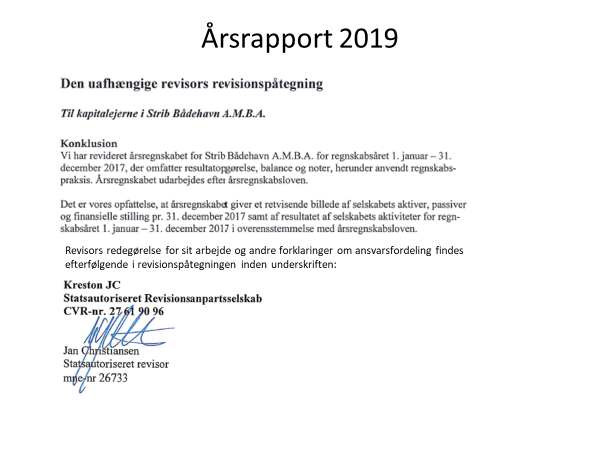 Årsrapport 2019
Den uafhængige revisors revisionspåtegning
Til kapitalejerne i Strib Bådehavn A.M.B.A.
Konklusion
Vi har revideret årsregnskabet for Strib Bådehavn A.M.B.A. for regnskabsåret 1. januar – 31.
december 2017, der omfatter resultatopgørelse, balance og noter, herunder anvendt regnskabs-
praksis. Årsregnskabet udarbejdes efter årsregnskabsloven.
Det er vores opfattelse, at årsregnskabet giver et retvisende billede af selskabets aktiver, passiver
og finansielle stilling pr. 31. december 2017 samt af resultatet af selskabets aktiviteter for regn-
skabsåret 1. januar – 31. december 2017 i overensstemmelse med årsregnskabsloven.
Revisors redegørelse for sit arbejde og andre forklaringer om ansvarsfordeling findes
efterfølgende i revisionspåtegningen inden underskriften:
Kreston JC
Statsautoriseret Revisionsanpartsselskab
CVR-nr. 27 61 90 96
Jan Christiansen
Statsautoriseret revisor
mne-nr 26733